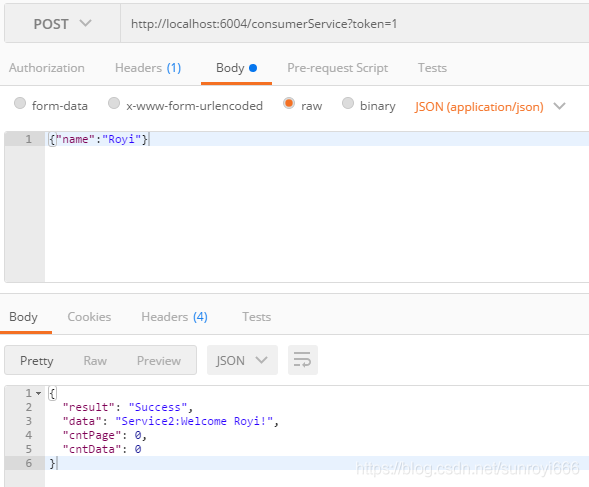 POST http://localhost:6004/consumerService?token=1
Authorization Headers (1) Body Pre-request Script Tests
form-data x-www-form-urlencoded raw binary JSON (application/json)
1 {"name":"Royi"}
Body Cookies Headers (4) Tests
Pretty Raw Preview JSON
1 {
2 "result": "Success",
3 "data": "Service2:Welcome Royi!",
4 "cntPage": 0,
5 "cntData": 0
6 }
https://blog.csdn.net/sunroyi666